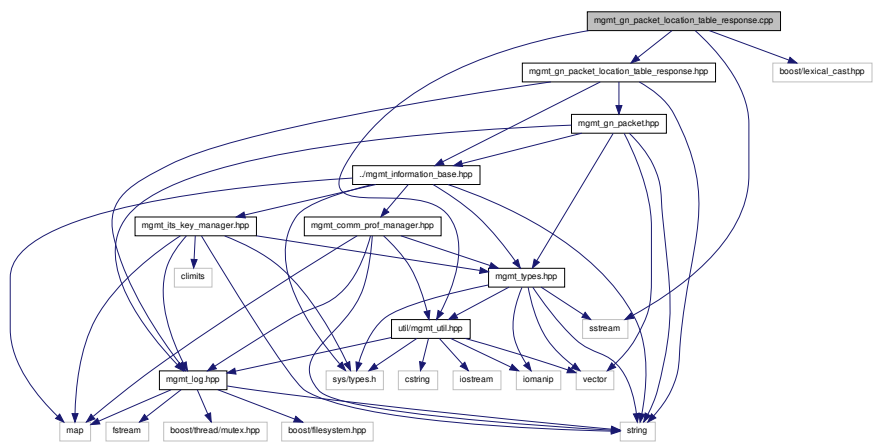 mgmt_gn_packet_location_table_response.cpp
mgmt_gn_packet_location_table_response.hpp
boost/lexical_cast.hpp
mgmt_gn_packet.hpp
../mgmt_information_base.hpp
mgmt_its_key_manager.hpp
mgmt_comm_prof_manager.hpp
climits
mgmt_types.hpp
util/mgmt_util.hpp
sstream
mgmt_log.hpp
sys/types.h
cstring
iostream
iomanip
vector
map
fstream
boost/thread/mutex.hpp
boost/filesystem.hpp
string